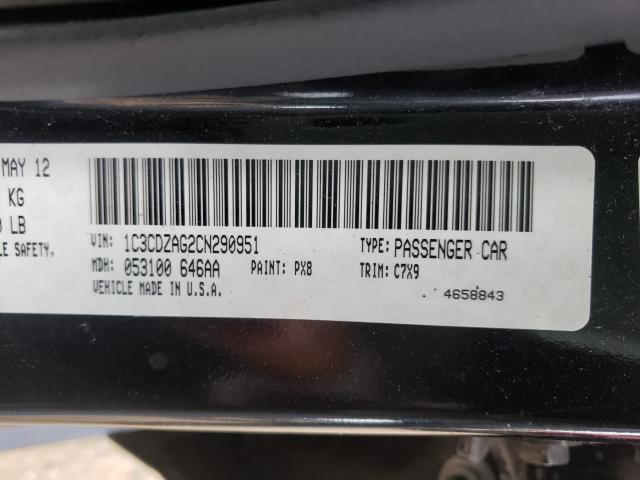 MAY 12
KG
LB
LE SAFETY,
VIN: 1C3CDZAG2CN290951
TYPE: PASSENGER CAR
MDH: 053100 646AA
PAINT: PX8
TRIM: C7X9
VEHICLE MADE IN U.S.A.
4658843